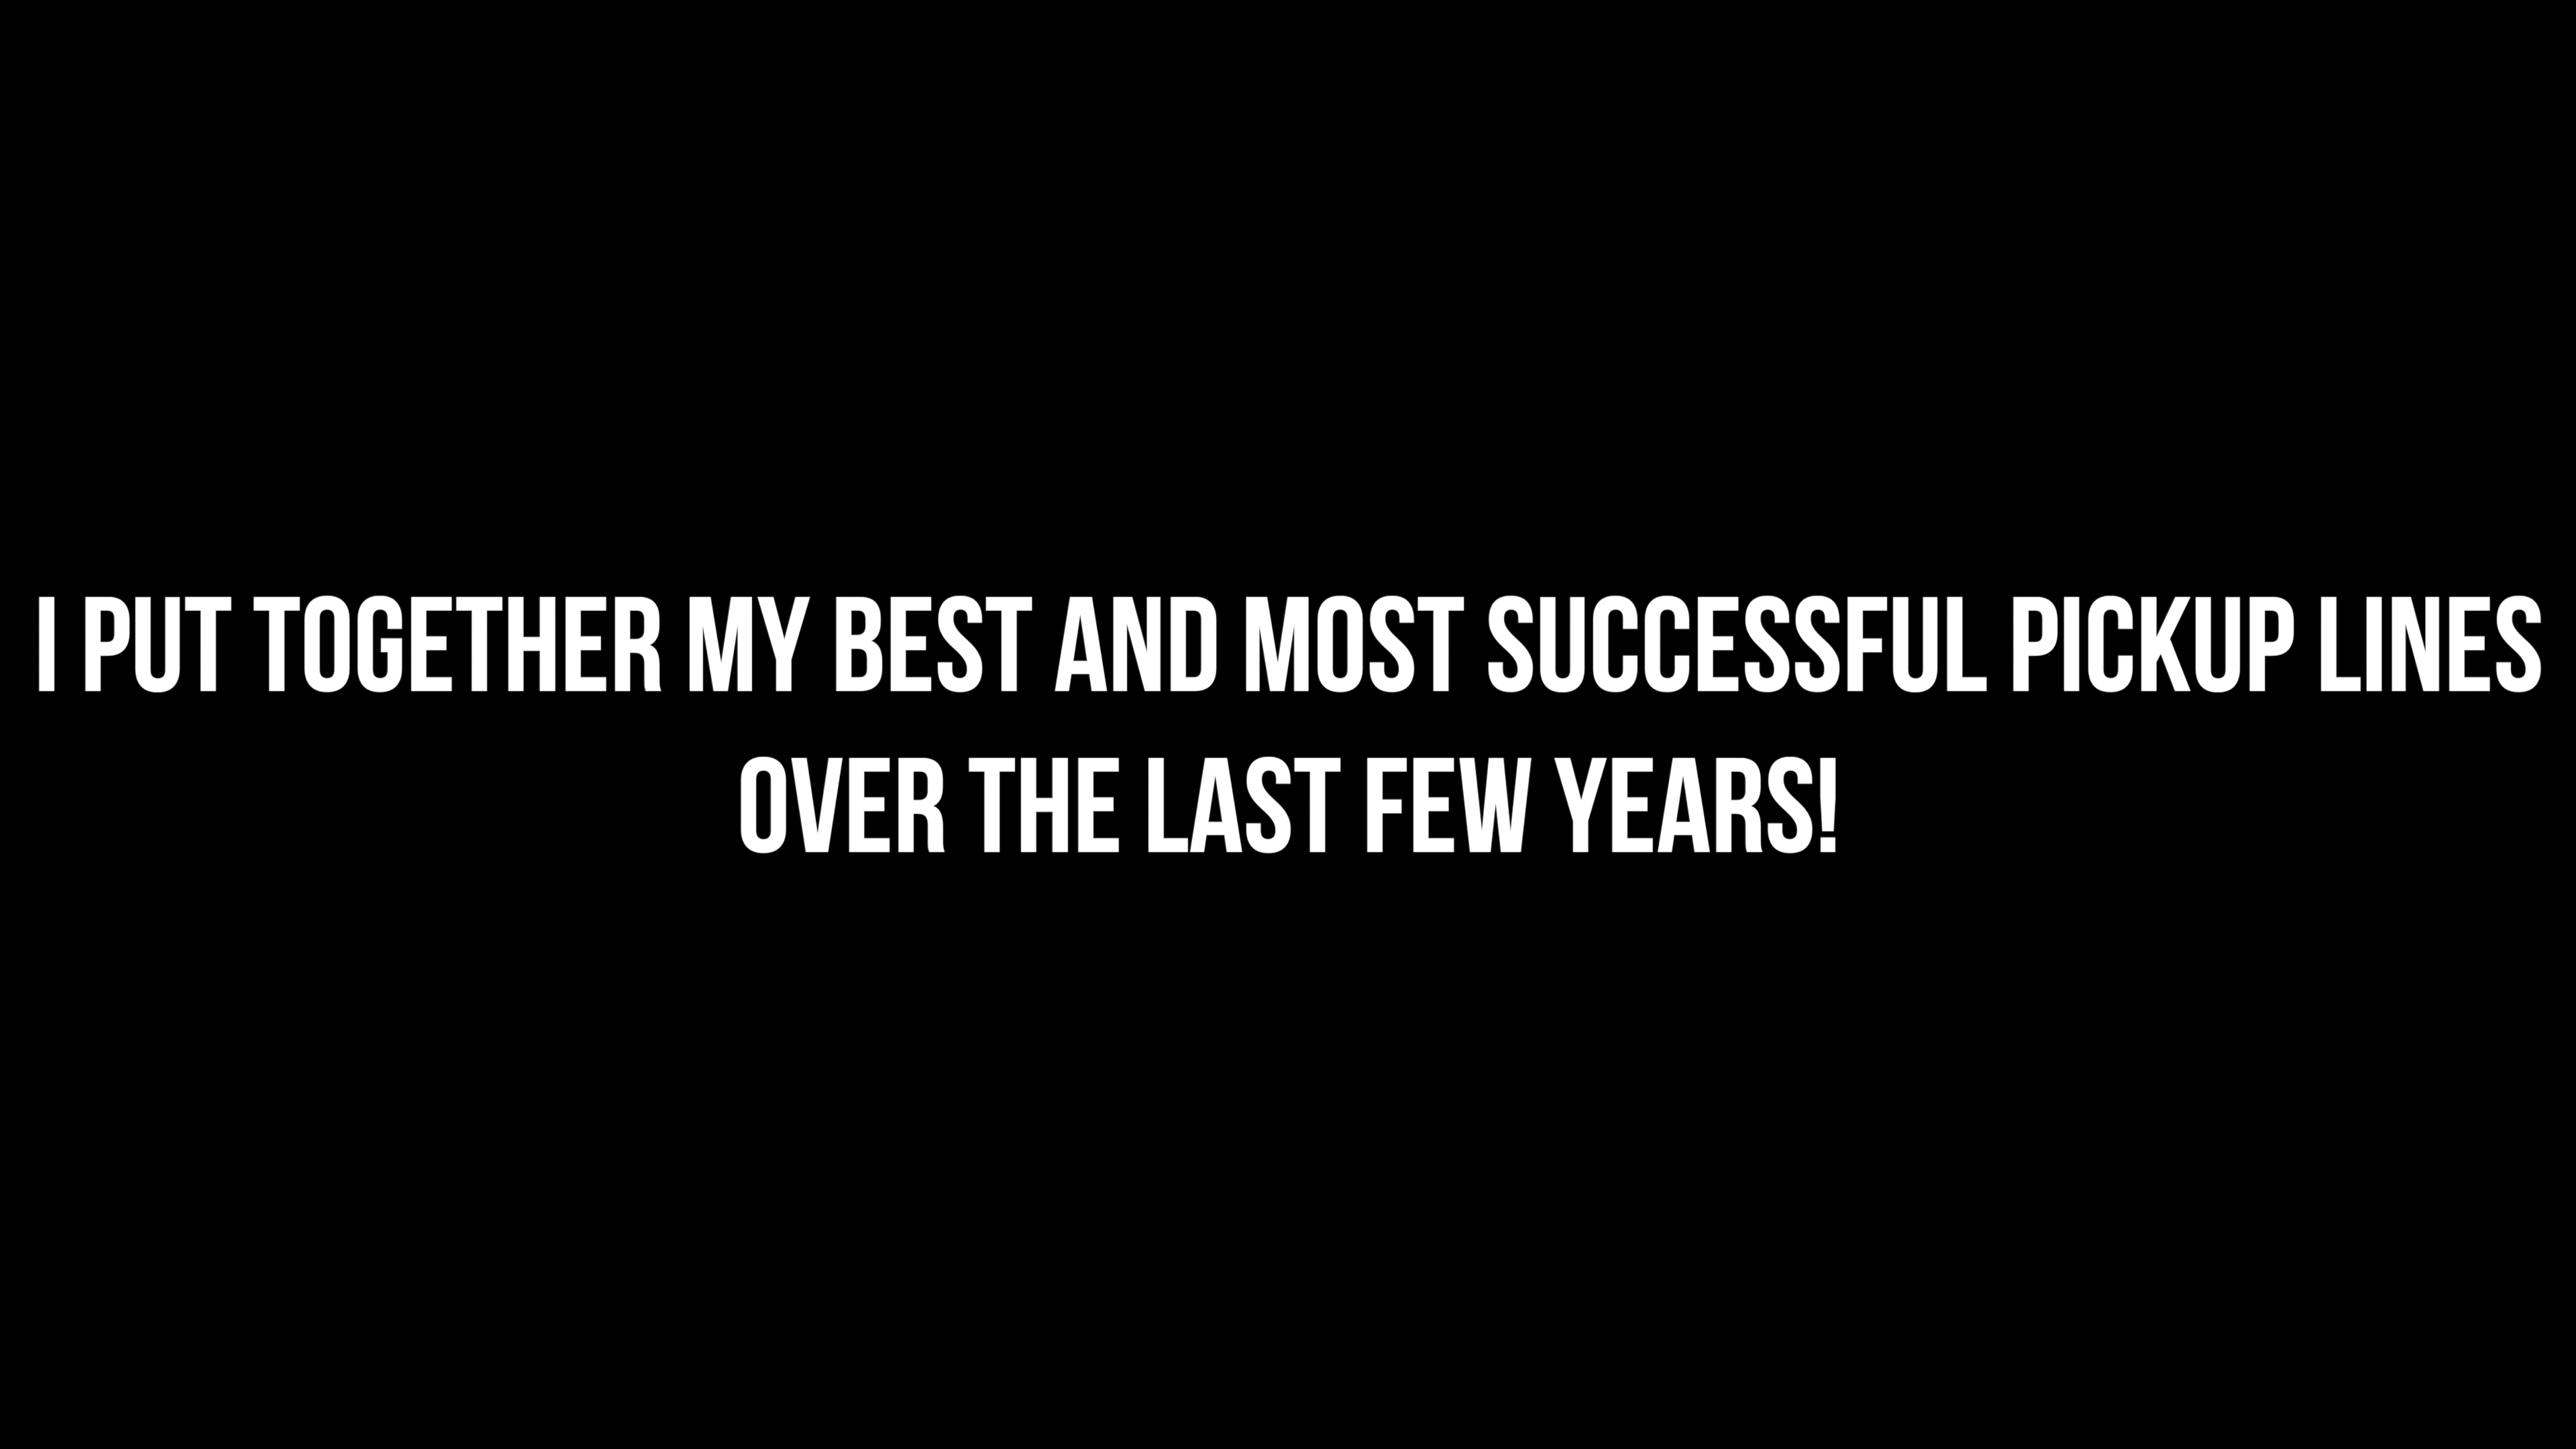 I PUT TOGETHER MY BEST AND MOST SUCCESSFUL PICKUP LINES
OVER THE LAST FEW YEARS!